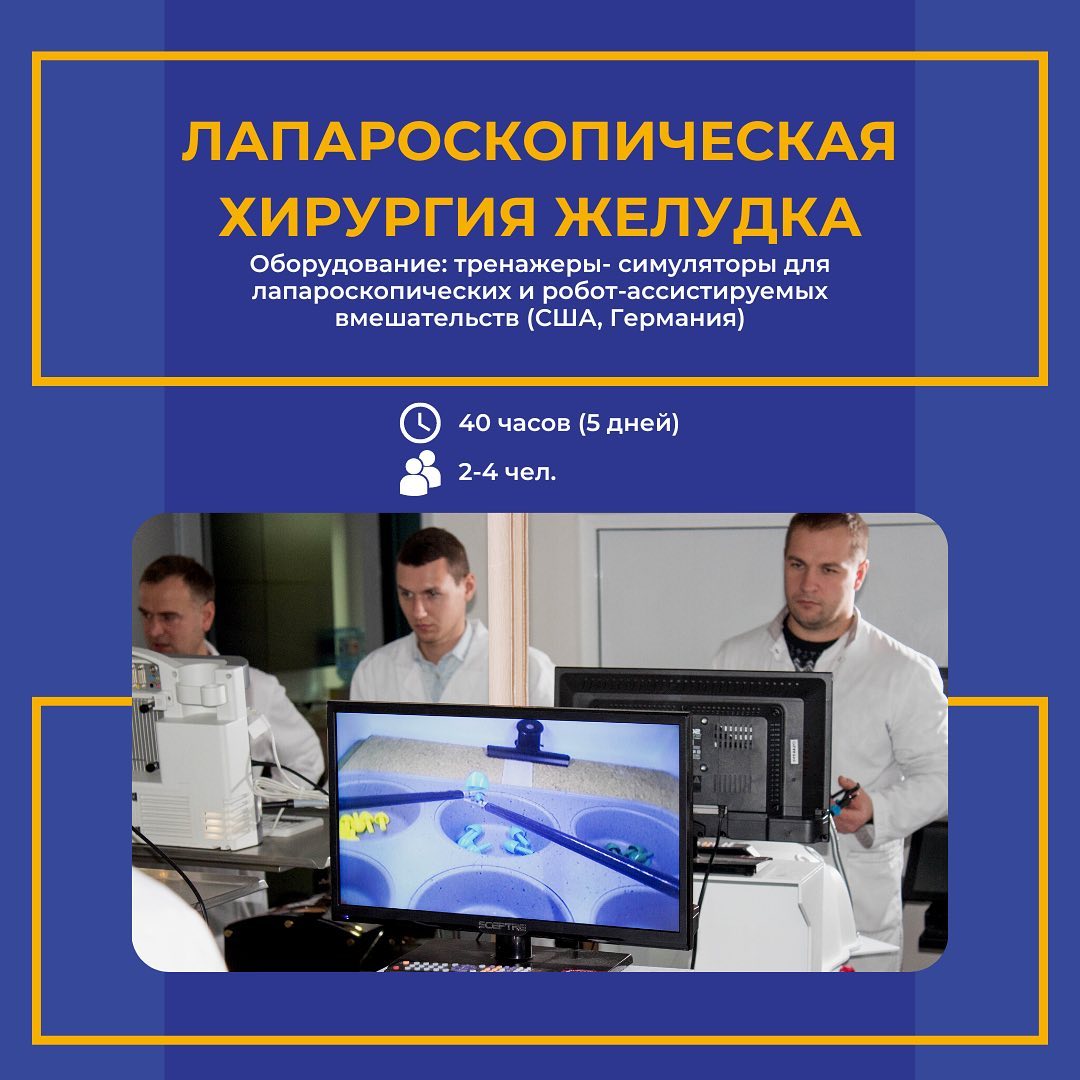 ЛАПАРОСКОПИЧЕСКАЯ
ХИРУРГИЯ ЖЕЛУДКА
Оборудование: тренажеры- симуляторы для
лапароскопических и робот-ассистируемых
вмешательств (США, Германия)
40 часов (5 дней)
2-4 чел.
SCEPTRE